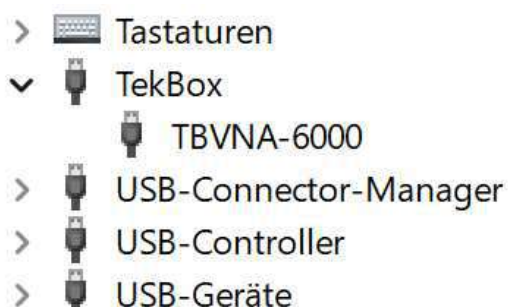 Tastaturen
TekBox
TBVNA-6000
USB-Connector-Manager
USB-Controller
USB-Geräte